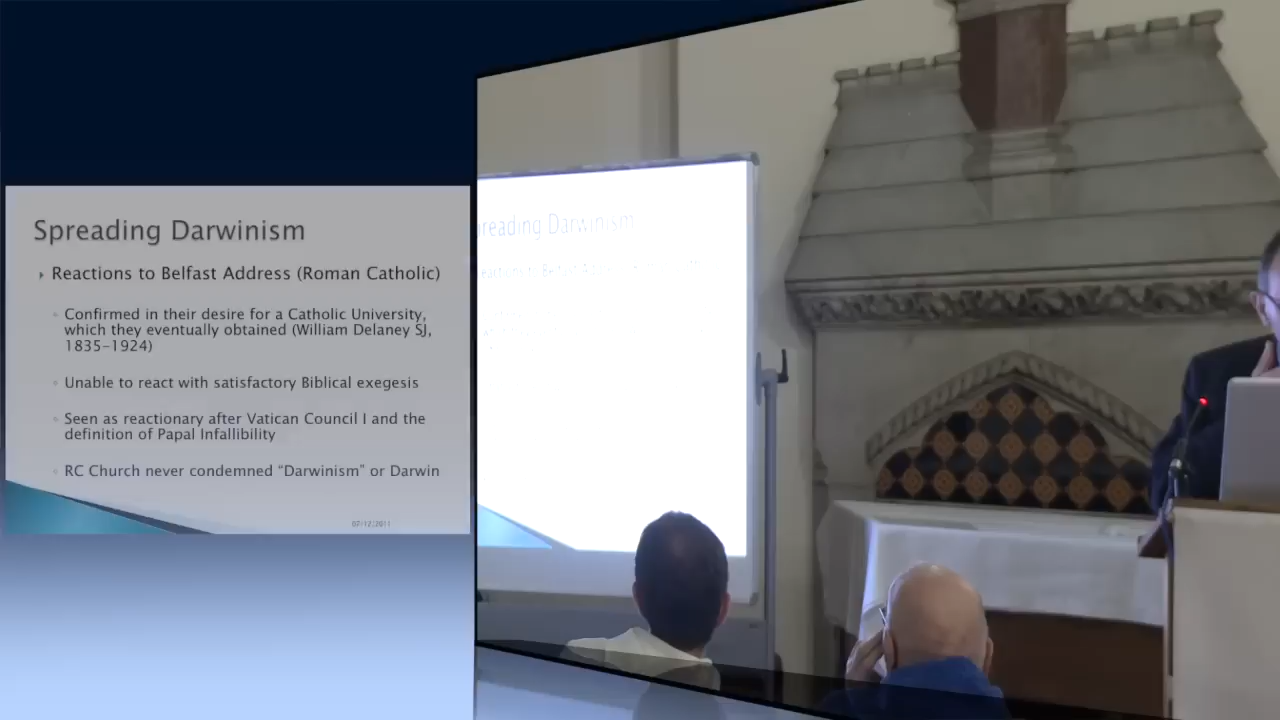 Spreading Darwinism
Reactions to Belfast Address (Roman Catholic)
Confirmed in their desire for a Catholic University,
which they eventually obtained (William Delaney SJ,
1835-1924)
Unable to react with satisfactory Biblical exegesis
Seen as reactionary after Vatican Council I and the
definition of Papal Infallibility
RC Church never condemned “Darwinism” or Darwin
07/12/2011
reading Darwinism